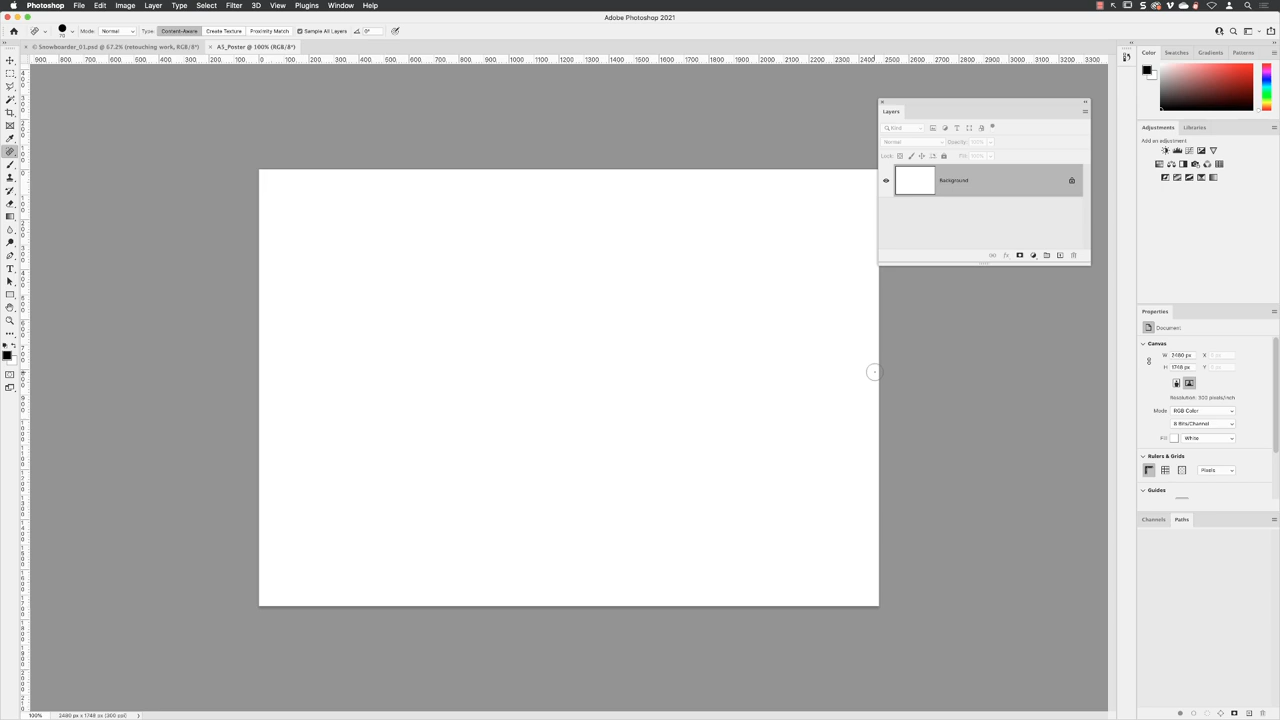 Photoshop File Edit Image Layer Type Select Filter 3D View Plugins Window Help
Adobe Photoshop 2021
70 Mode: Normal Type: Content-Aware Create Texture Proximity Match Sample All Layers 0°
× © Snowboarder_01.psd @ 67.2% (retouching work, RGB/8*) × A5_Poster @ 100% (RGB/8*)
900 800 700 600 500 400 300 200 100 0 100 200 300 400 500 600 700 800 900 1000 1100 1200 1300 1400 1500 1600 1700 1800 1900 2000 2100 2200 2300 2400 2500 2600 2700 2800 2900 3000 3100 3200 3300
Layers
Kind
Normal Opacity: 100%
Lock: Fill: 100%
Background
Color Swatches Gradients Patterns
Adjustments Libraries
Add an adjustment
Properties
Document
Canvas
W 2480 px X
H 1748 px Y
Resolution: 300 pixels/inch
Mode RGB Color
8 Bits/Channel
Fill White
Rulers & Grids
Pixels
Guides
Channels Paths
100% 2480 px x 1748 px (300 ppi)